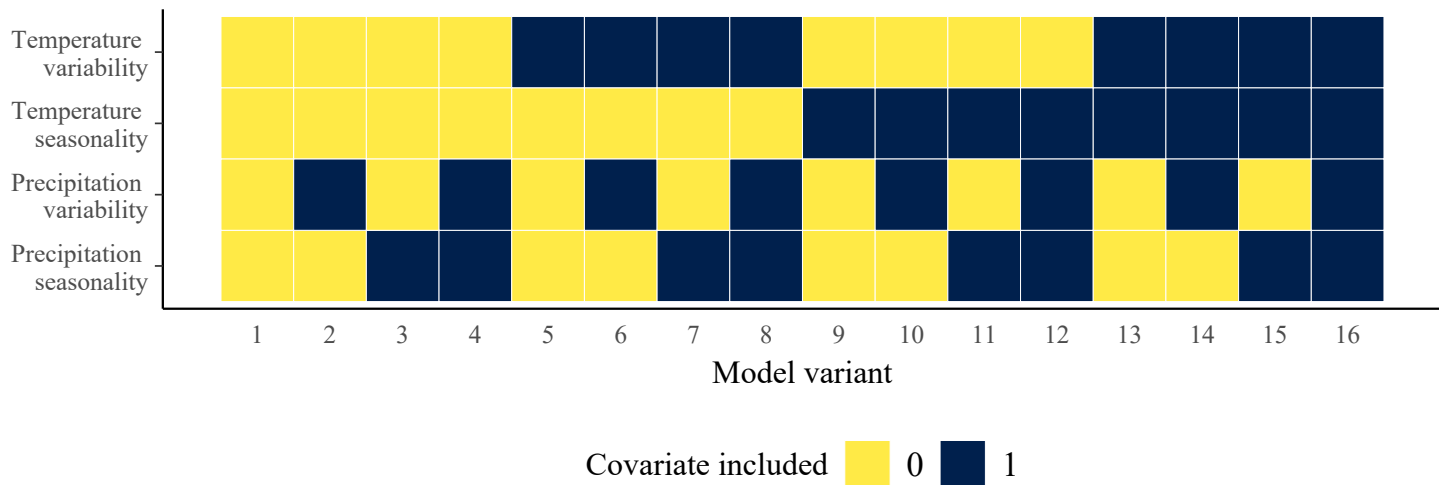 Temperature
variability
Temperature
seasonality
Precipitation
variability
Precipitation
seasonality
1 2 3 4 5 6 7 8 9 10 11 12 13 14 15 16
Model variant
Covariate included 0 1